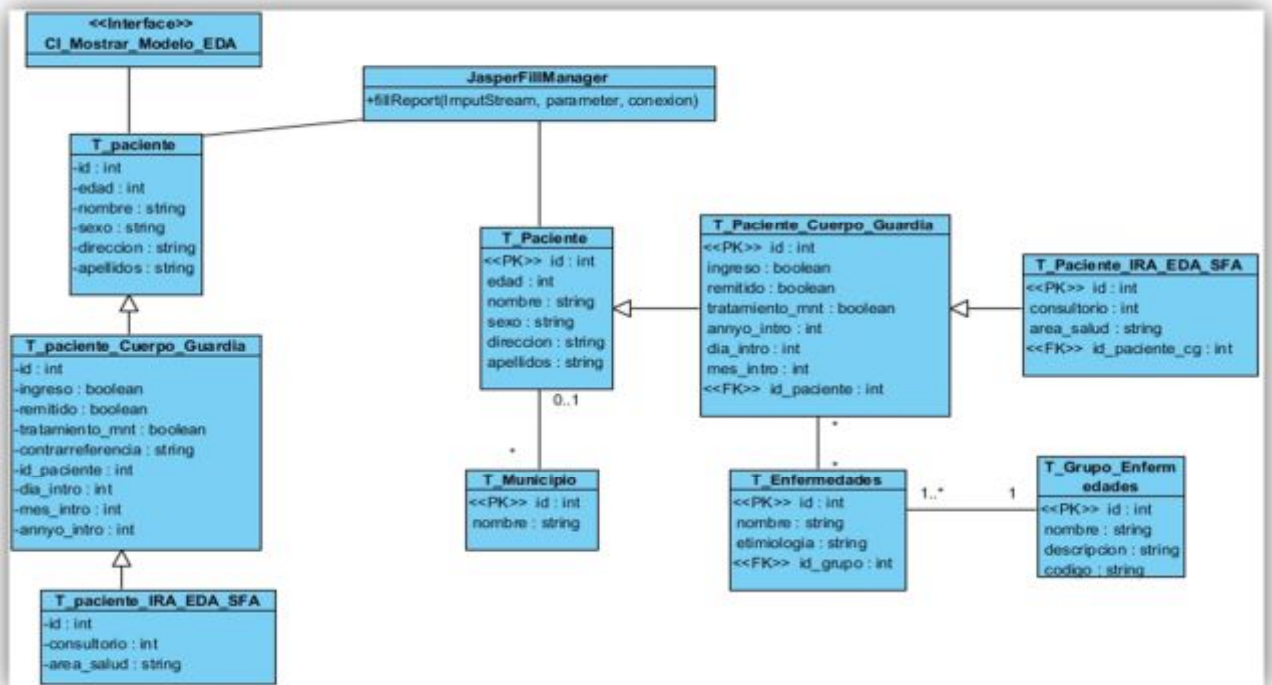 <<Interface>>
CI_Mostrar_Modelo_EDA
JasperFillManager
+fillReport(ImputStream, parameter, conexion)
T_paciente
-id : int
-edad : int
-nombre : string
-sexo : string
-direccion : string
-apellidos : string
T_paciente_Cuerpo_Guardia
-id : int
-ingreso : boolean
-remitido : boolean
-tratamiento_mnt : boolean
-contrarreferencia : string
-id_paciente : int
-dia_intro : int
-mes_intro : int
-annyo_intro : int
T_paciente_IRA_EDA_SFA
-id : int
-consultorio : int
-area_salud : string
T_Paciente
<<PK>> id : int
edad : int
nombre : string
sexo : string
direccion : string
apellidos : string
0..1
*
T_Municipio
<<PK>> id : int
nombre : string
T_Paciente_Cuerpo_Guardia
<<PK>> id : int
ingreso : boolean
remitido : boolean
tratamiento_mnt : boolean
annyo_intro : int
dia_intro : int
mes_intro : int
<<FK>> id_paciente : int
*
*
T_Enfermedades
<<PK>> id : int
nombre : string
etimiologia : string
<<FK>> id_grupo : int
1..*
1
T_Paciente_IRA_EDA_SFA
<<PK>> id : int
consultorio : int
area_salud : string
<<FK>> id_paciente_cg : int
T_Grupo_Enferm
edades
<<PK>> id : int
nombre : string
descripcion : string
codigo : string